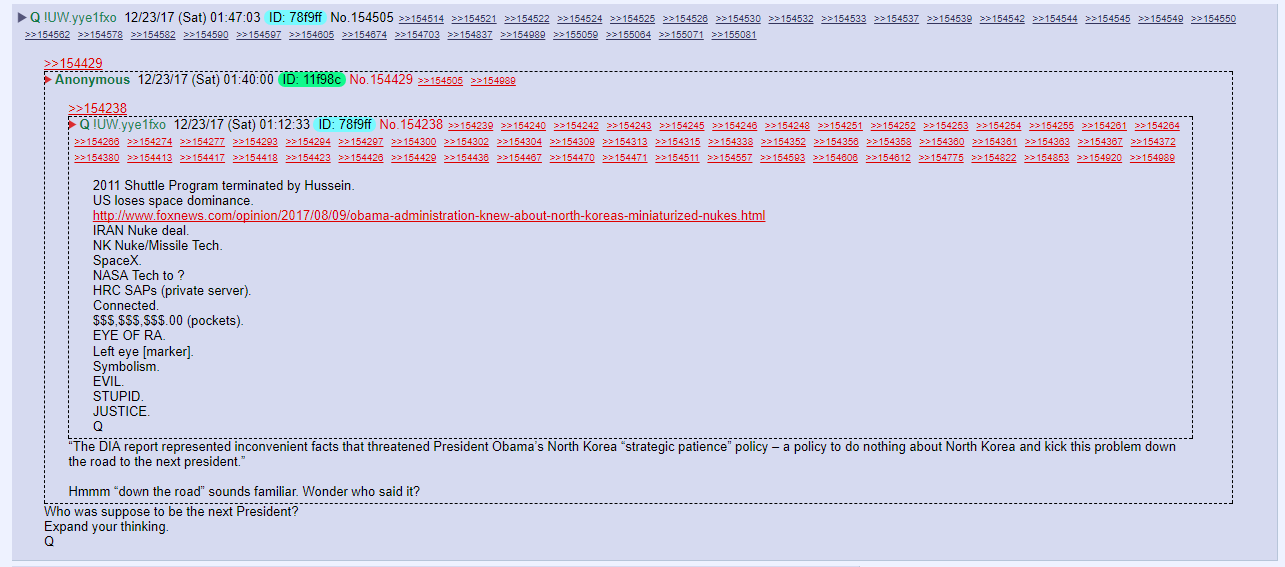 ▶ Q !UW.yye1fxo 12/23/17 (Sat) 01:47:03 ID: 78f9ff No.154505 >>154514 >>154521 >>154522 >>154524 >>154525 >>154526 >>154530 >>154532 >>154533 >>154537 >>154539 >>154542 >>154544 >>154545 >>154549 >>154550
>>154562 >>154578 >>154582 >>154590 >>154597 >>154605 >>154674 >>154703 >>154837 >>154989 >>155059 >>155064 >>155071 >>155081
>>154429
▶ Anonymous 12/23/17 (Sat) 01:40:00 ID: 11f98c No.154429 >>154505 >>154989
>>154238
▶ Q !UW.yye1fxo 12/23/17 (Sat) 01:12:33 ID: 78f9ff No.154238 >>154239 >>154240 >>154242 >>154243 >>154245 >>154246 >>154248 >>154251 >>154252 >>154253 >>154254 >>154255 >>154261 >>154264
>>154266 >>154274 >>154277 >>154293 >>154294 >>154297 >>154300 >>154302 >>154304 >>154309 >>154313 >>154315 >>154338 >>154352 >>154356 >>154358 >>154360 >>154361 >>154363 >>154367 >>154372
>>154380 >>154413 >>154417 >>154418 >>154423 >>154426 >>154429 >>154436 >>154467 >>154470 >>154471 >>154511 >>154557 >>154593 >>154606 >>154612 >>154775 >>154822 >>154853 >>154920 >>154989
2011 Shuttle Program terminated by Hussein.
US loses space dominance.
http://www.foxnews.com/opinion/2017/08/09/obama-administration-knew-about-north-koreas-miniaturized-nukes.html
IRAN Nuke deal.
NK Nuke/Missile Tech.
SpaceX.
NASA Tech to ?
HRC SAPs (private server).
Connected.
$$$,$$$,$$$.00 (pockets).
EYE OF RA.
Left eye [marker].
Symbolism.
EVIL.
STUPID.
JUSTICE.
Q
“The DIA report represented inconvenient facts that threatened President Obama’s North Korea “strategic patience” policy – a policy to do nothing about North Korea and kick this problem down
the road to the next president.”
Hmmm “down the road” sounds familiar. Wonder who said it?
Who was suppose to be the next President?
Expand your thinking.
Q